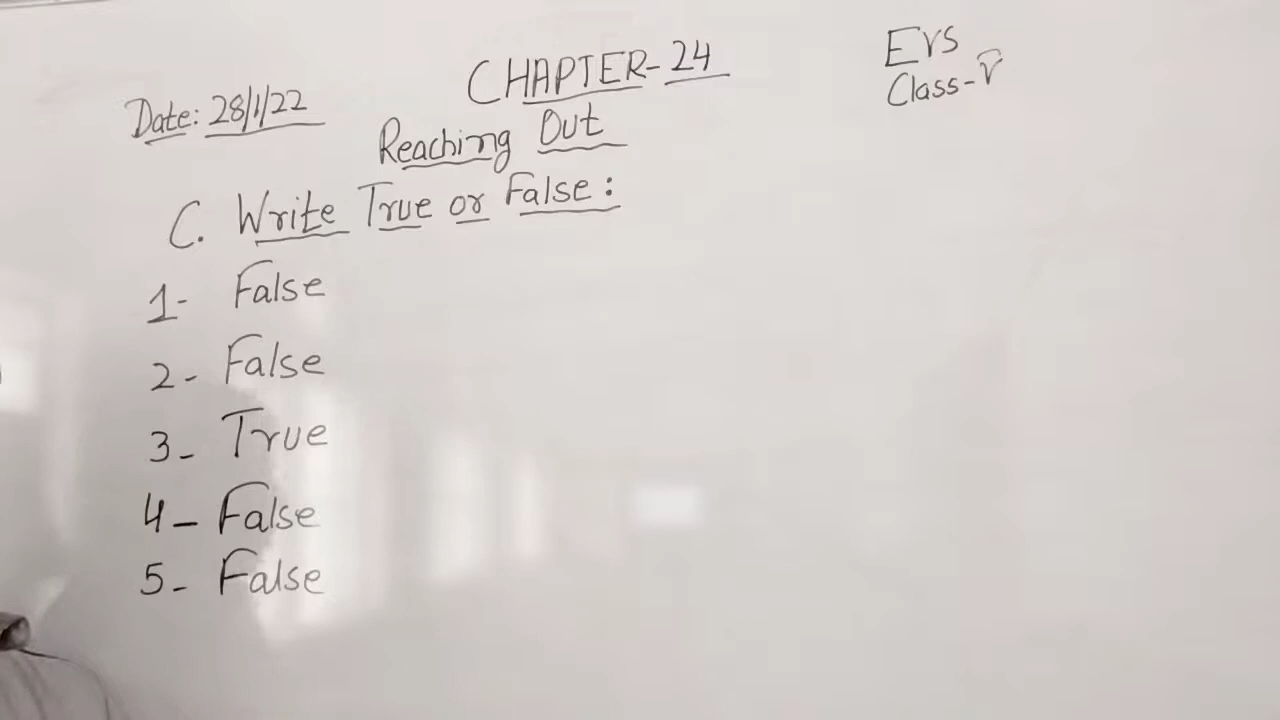 CHAPTER-24
EVS
Class-V
Date: 28/1/22
Reaching Out
C. Write True or False:
1- False
2- False
3- True
4- False
5- False